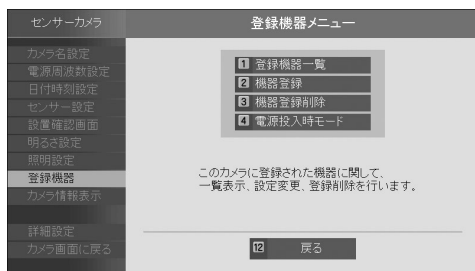 センサーカメラ
登録機器メニュー
カメラ名設定
電源周波数設定
日付時刻設定
センサー設定
設置確認画面
明るさ設定
照明設定
登録機器
カメラ情報表示
詳細設定
カメラ画面に戻る
1 登録機器一覧
2 機器登録
3 機器登録削除
4 電源投入時モード
このカメラに登録された機器に関して、
一覧表示、設定変更、登録削除を行います。
12 戻る